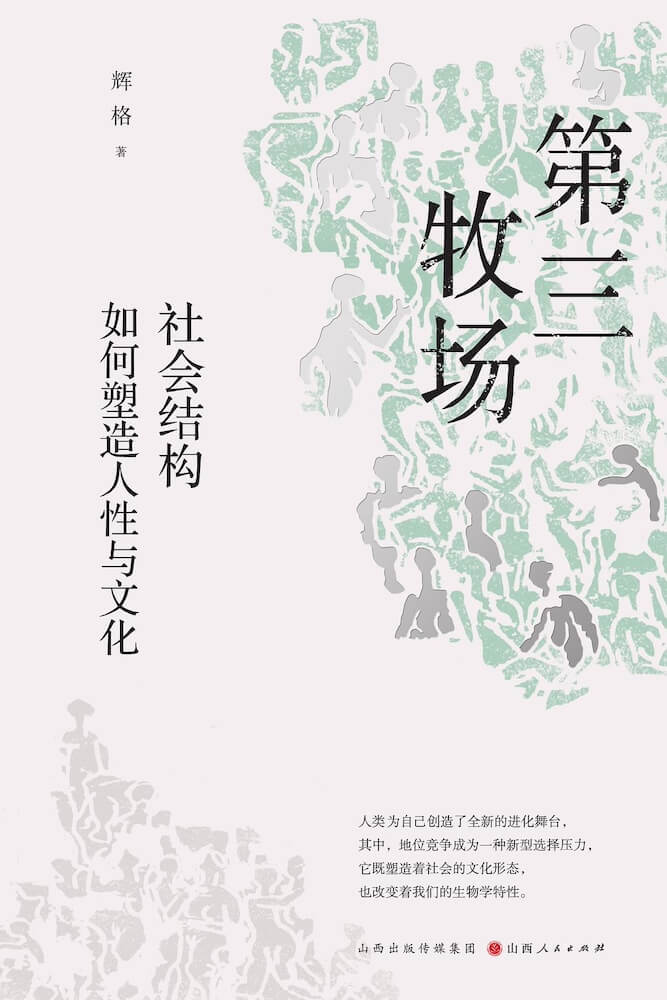 第三
牧场
社会结构
如何塑造人性与文化
辉格 著
人类为自己创造了全新的进化舞台，
其中，地位竞争成为一种新型选择压力，
它既塑造着社会的文化形态，
也改变着我们的生物学特性。
山西出版传媒集团 山西人民出版社